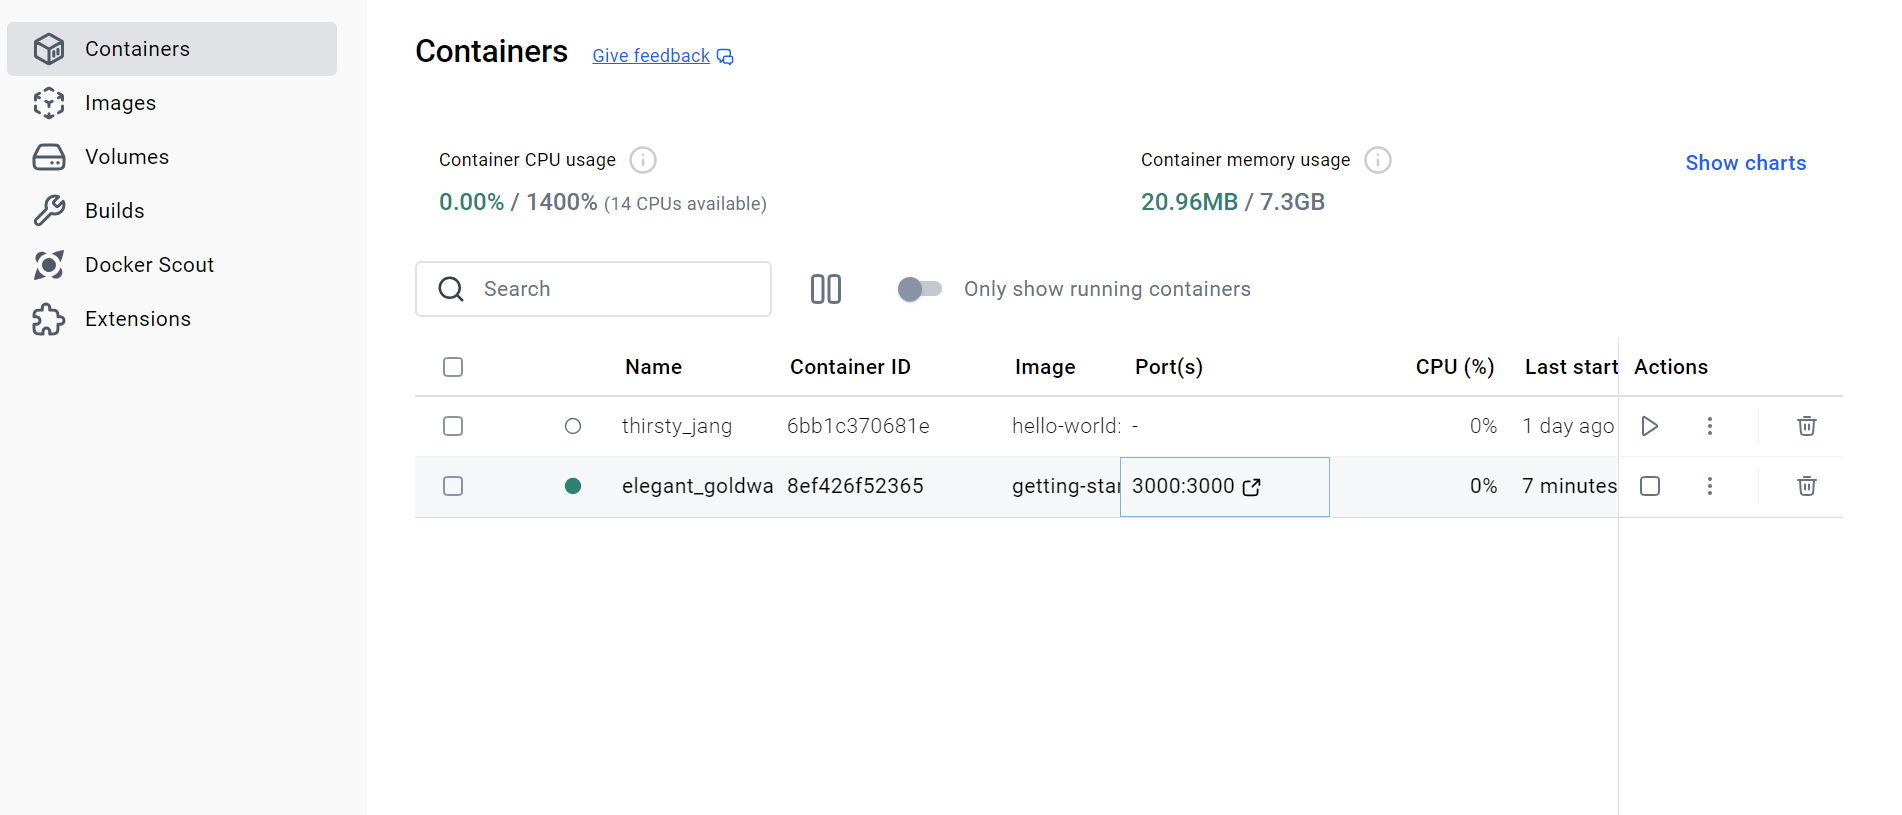 Containers
Images
Volumes
Builds
Docker Scout
Extensions
Containers Give feedback
Container CPU usage
0.00% / 1400% (14 CPUs available)
Container memory usage
20.96MB / 7.3GB
Show charts
Search
Only show running containers
Name Container ID Image Port(s) CPU (%) Last start Actions
thirsty_jang 6bb1c370681e hello-world: - 0% 1 day ago
elegant_goldwa 8ef426f52365 getting-star 3000:3000 0% 7 minutes